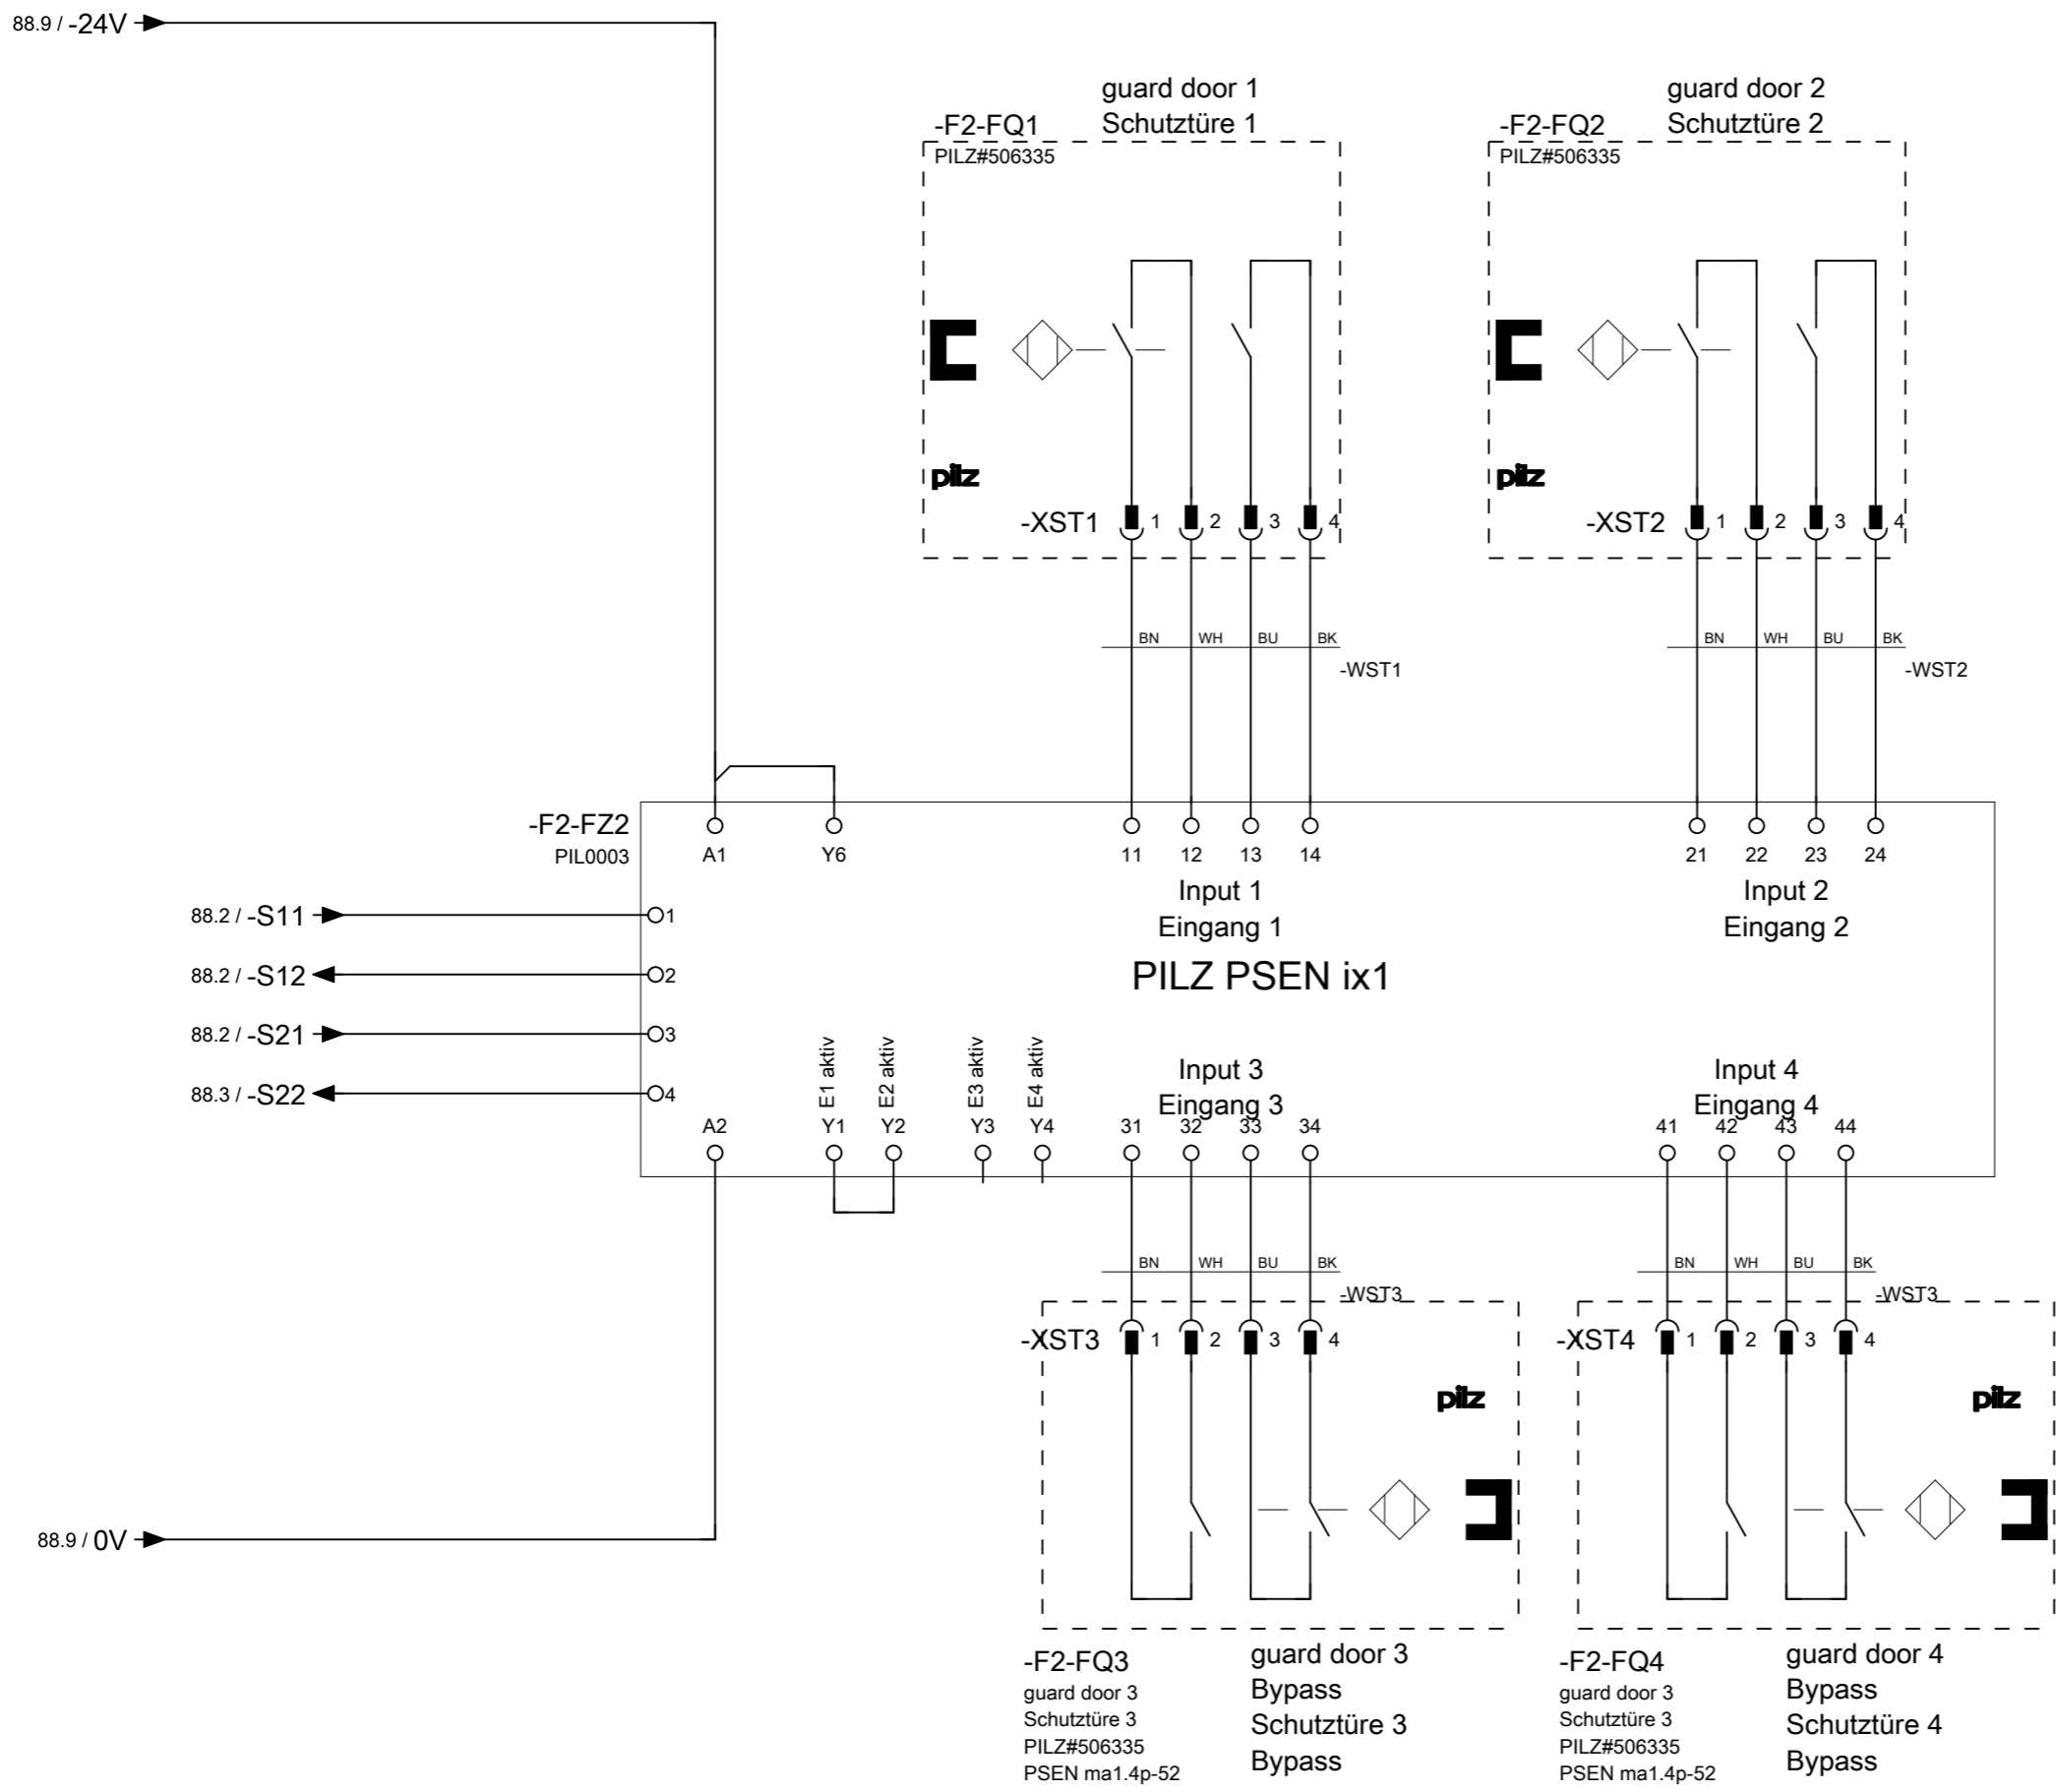 88.9 / -24V
guard door 1
Schutztüre 1
-F2-FQ1
PILZ#506335
guard door 2
Schutztüre 2
-F2-FQ2
PILZ#506335
pilz
pilz
-XST1 1 2 3 4
-XST2 1 2 3 4
BN WH BU BK
-WST1
BN WH BU BK
-WST2
-F2-FZ2
PIL0003
A1 Y6 11 12 13 14 21 22 23 24
Input 1
Eingang 1
Input 2
Eingang 2
88.2 / -S11 1
88.2 / -S12 2
88.2 / -S21 3
88.3 / -S22 4
PILZ PSEN ix1
E1 aktiv
E2 aktiv
E3 aktiv
E4 aktiv
Input 3
Eingang 3
Input 4
Eingang 4
A2 Y1 Y2 Y3 Y4 31 32 33 34 41 42 43 44
BN WH BU BK
-WST3
BN WH BU BK
-WST3
-XST3 1 2 3 4
-XST4 1 2 3 4
pilz
pilz
88.9 / 0V
-F2-FQ3
guard door 3
Schutztüre 3
PILZ#506335
PSEN ma1.4p-52
guard door 3
Bypass
Schutztüre 3
Bypass
-F2-FQ4
guard door 3
Schutztüre 3
PILZ#506335
PSEN ma1.4p-52
guard door 4
Bypass
Schutztüre 4
Bypass